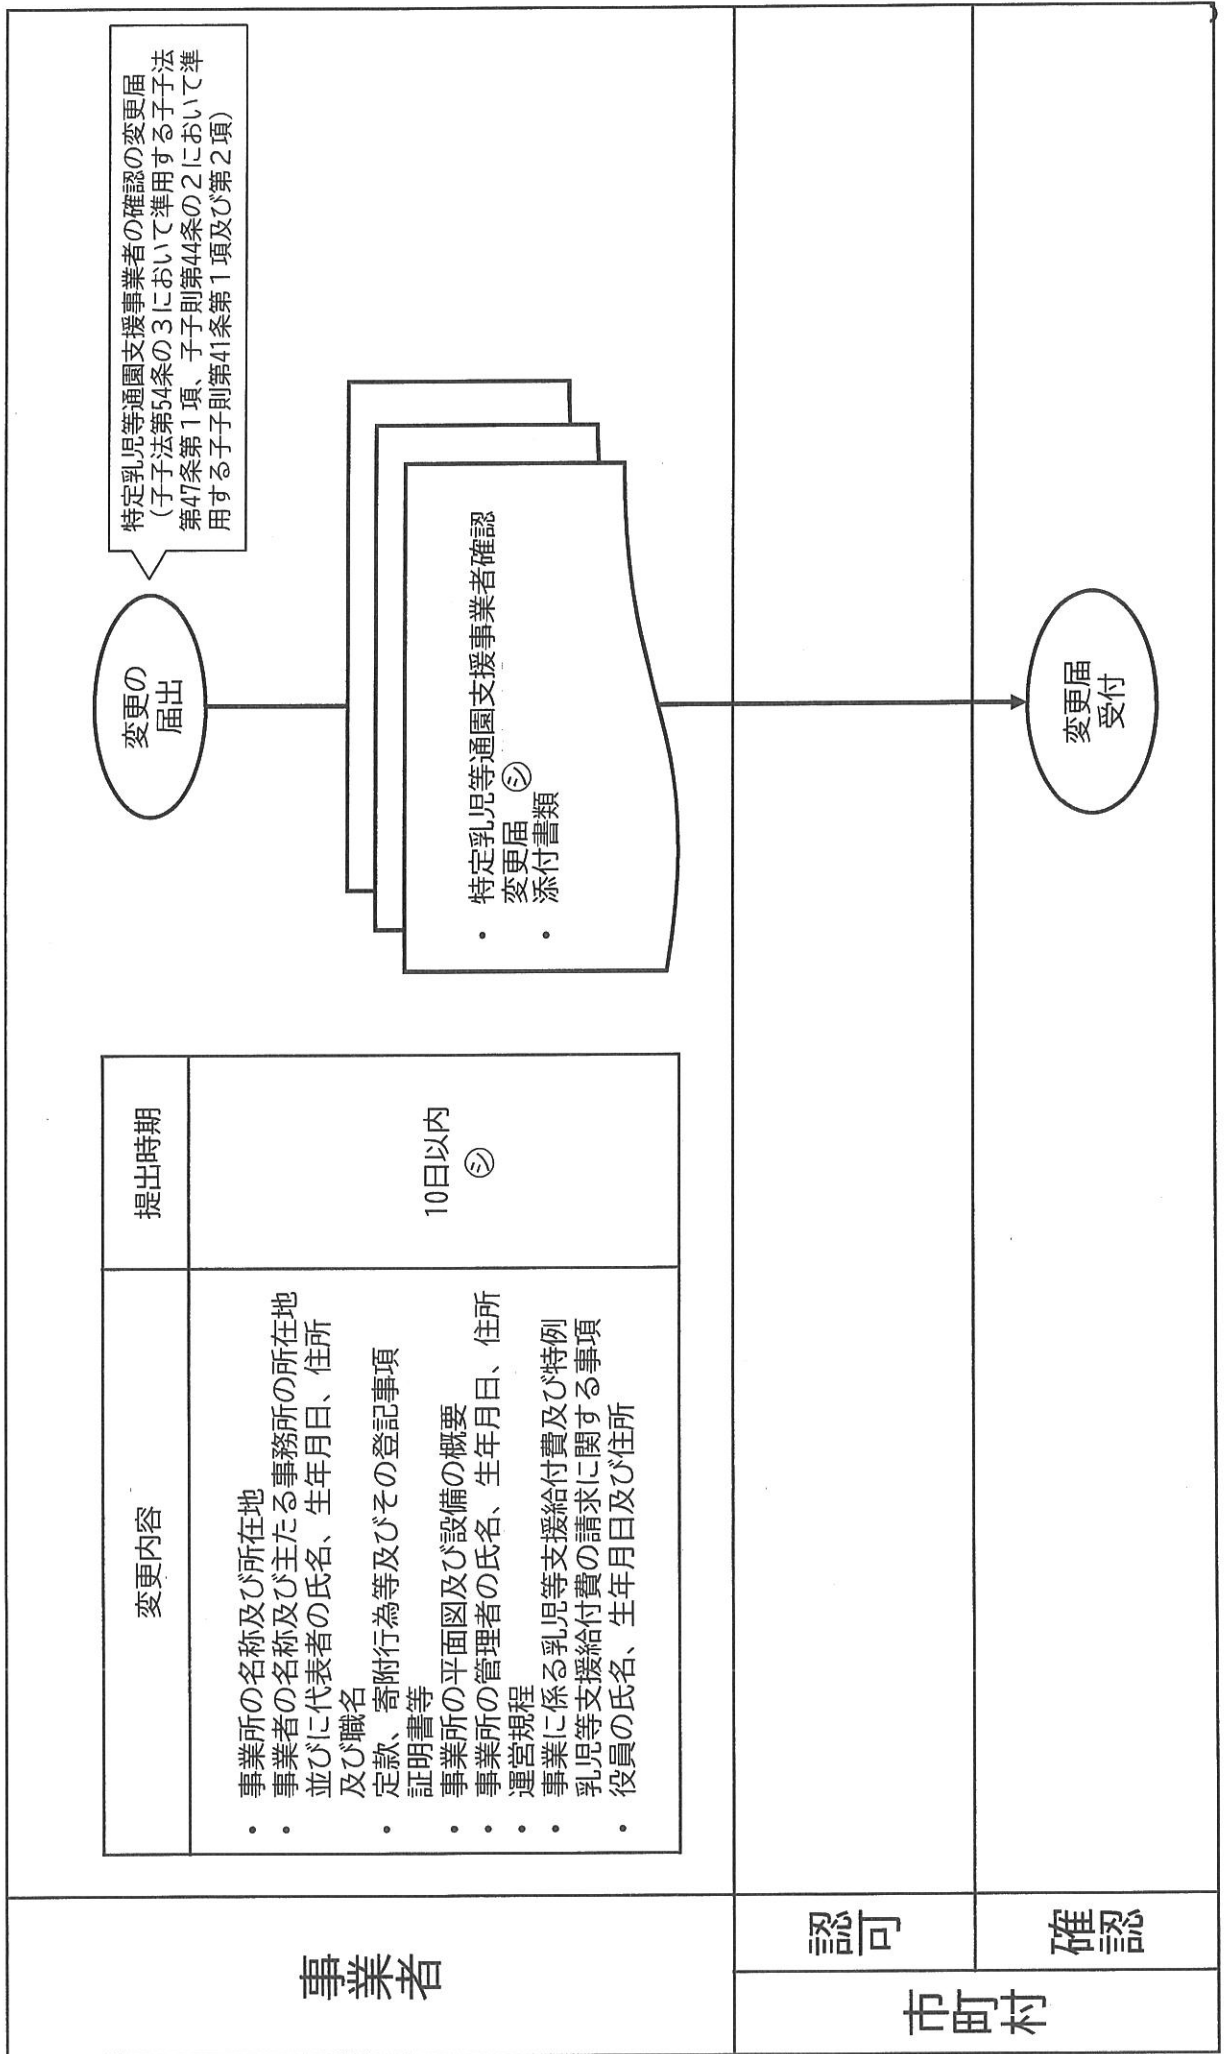 事業者
変更内容
提出時期
・事業所の名称及び所在地
・事業者の名称及び主たる事務所の所在地
並びに代表者の氏名、生年月日、住所
及び職名
・定款、寄附行為等及びその登記事項
証明書等
・事業所の平面図及び設備の概要
・事業所の管理者の氏名、生年月日、住所
・運営規程
・事業に係る乳児等支援給付費及び特例
乳児等支援給付費の請求に関する事項
・役員の氏名、生年月日及び住所
10日以内
㋛
変更の
届出
特定乳児等通園支援事業者の確認の変更届
（子子法第54条の3において準用する子子法
第47条第1項、子子則第44条の2において準
用する子子則第41条第1項及び第2項）
・特定乳児等通園支援事業者確認
変更届 ㋛
・添付書類
市町村
認可
確認
変更届
受付